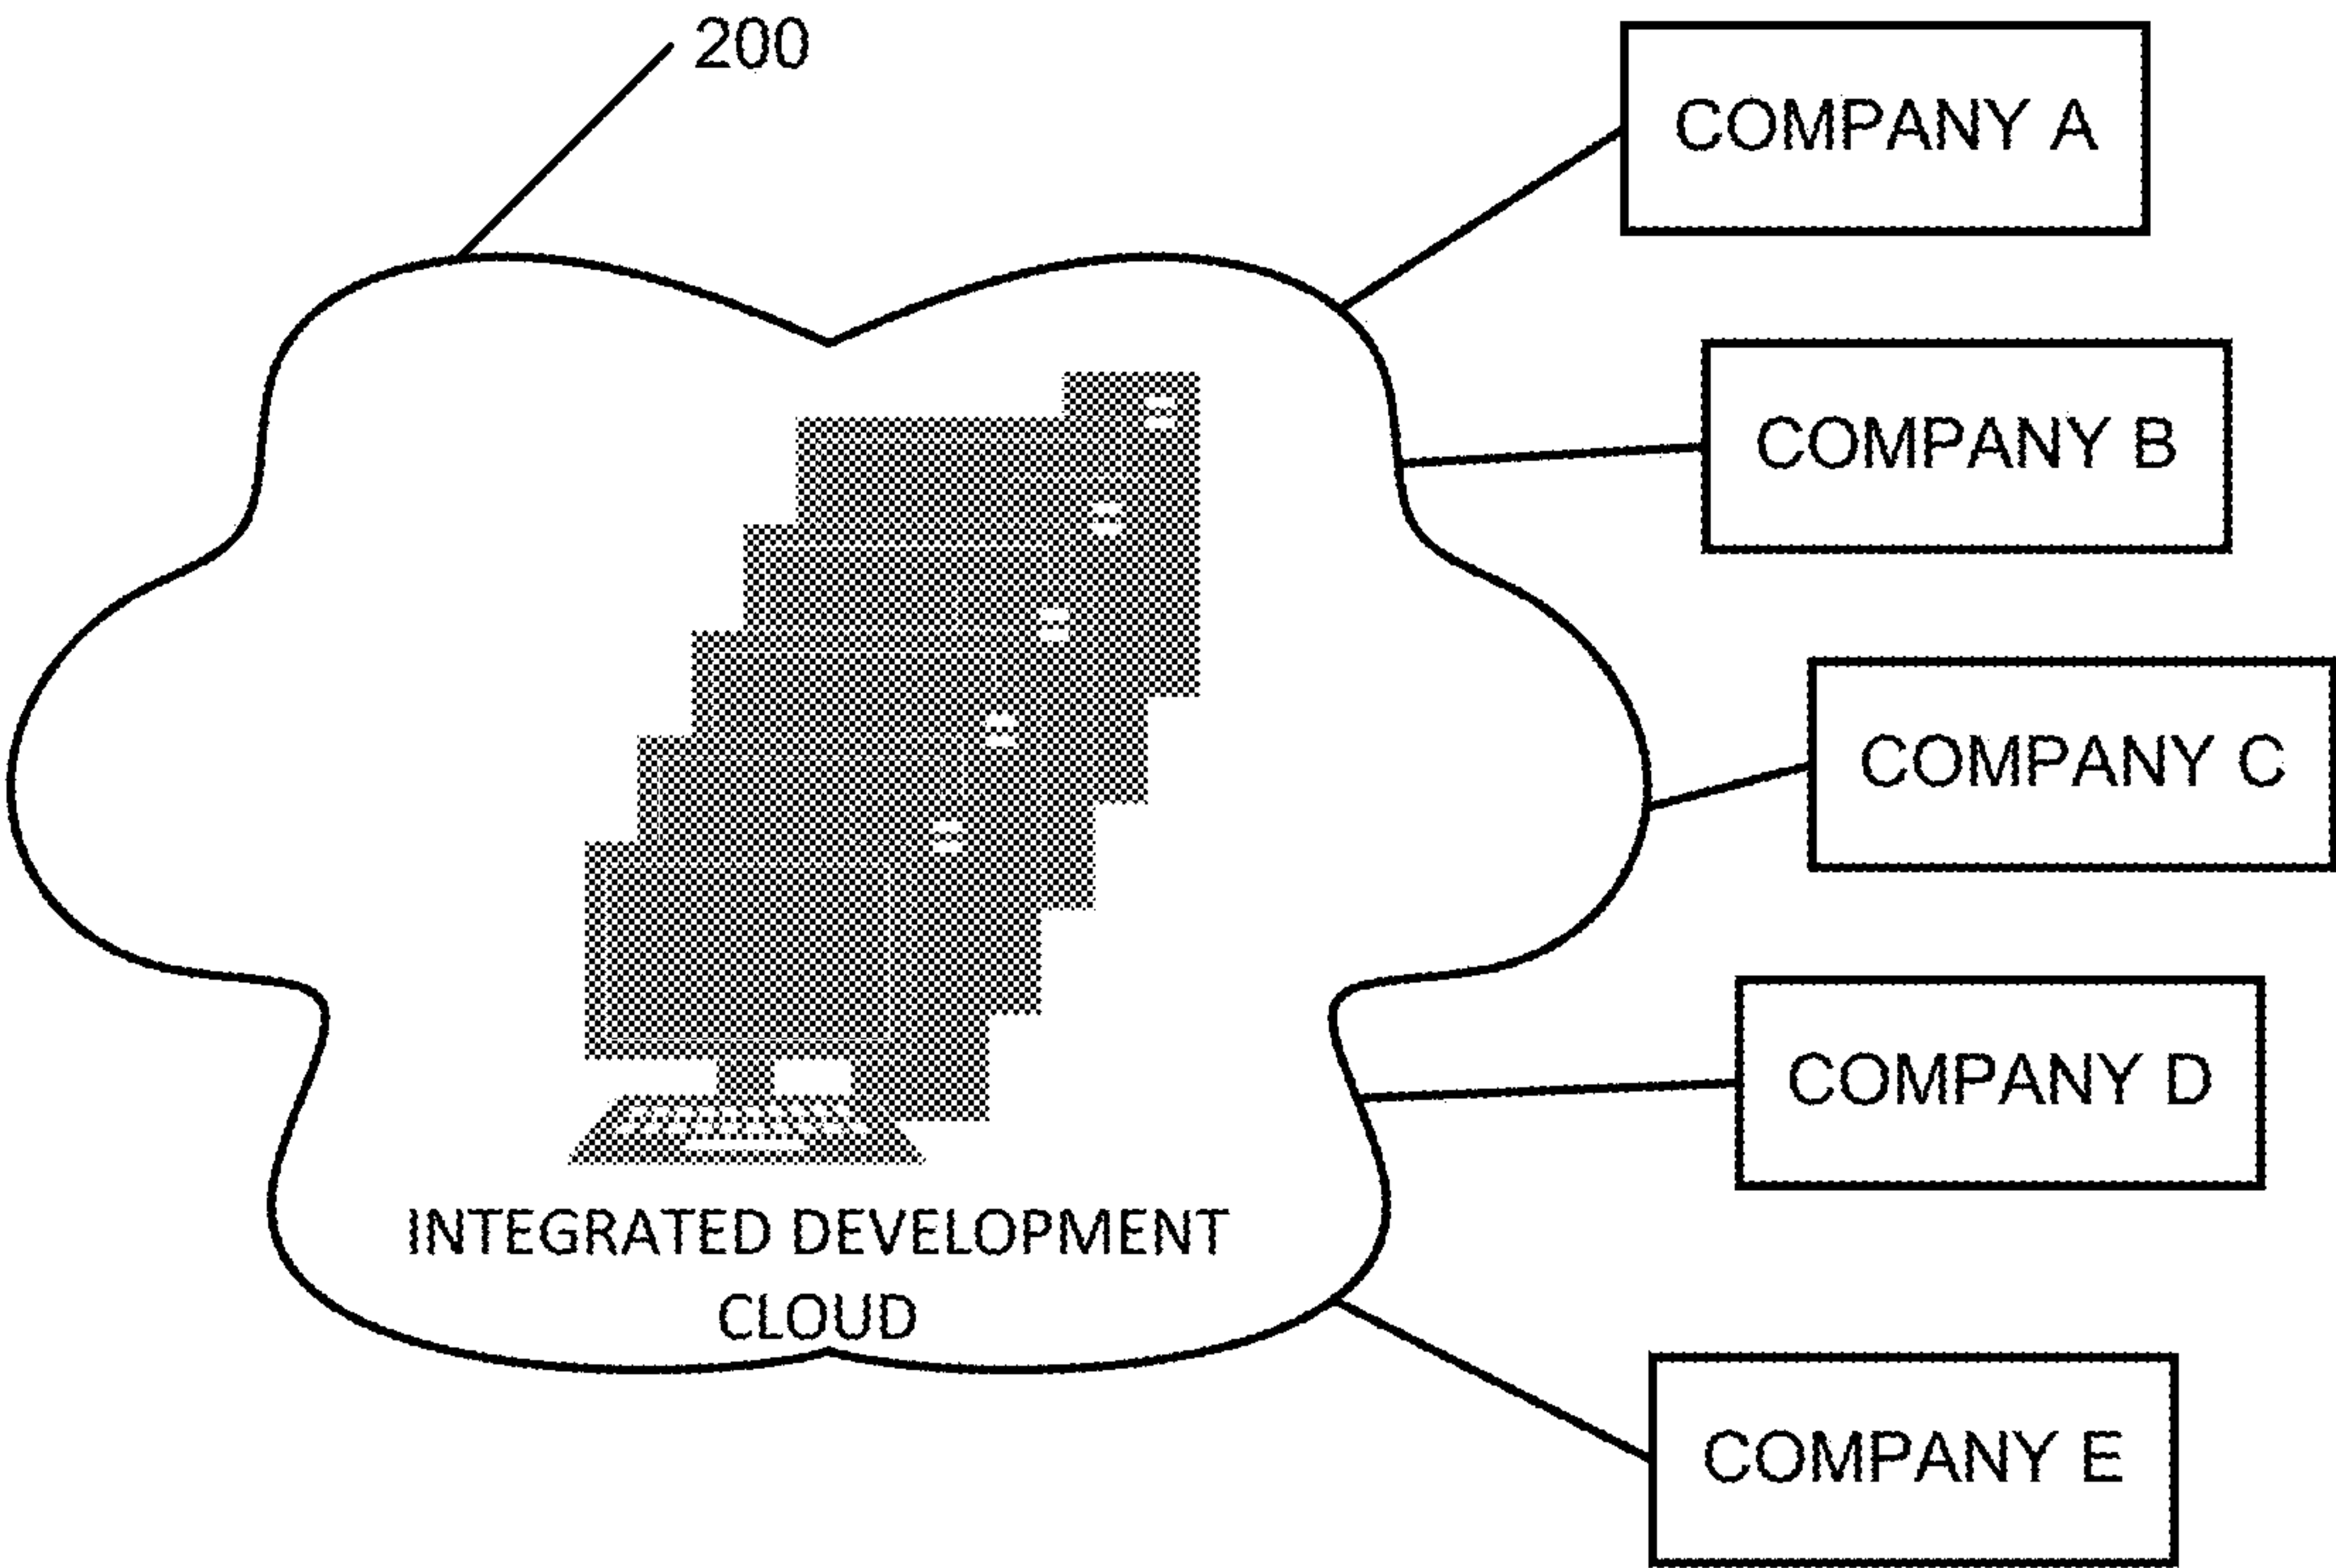 200
COMPANY A
COMPANY B
COMPANY C
COMPANY D
INTEGRATED DEVELOPMENT
CLOUD
COMPANY E